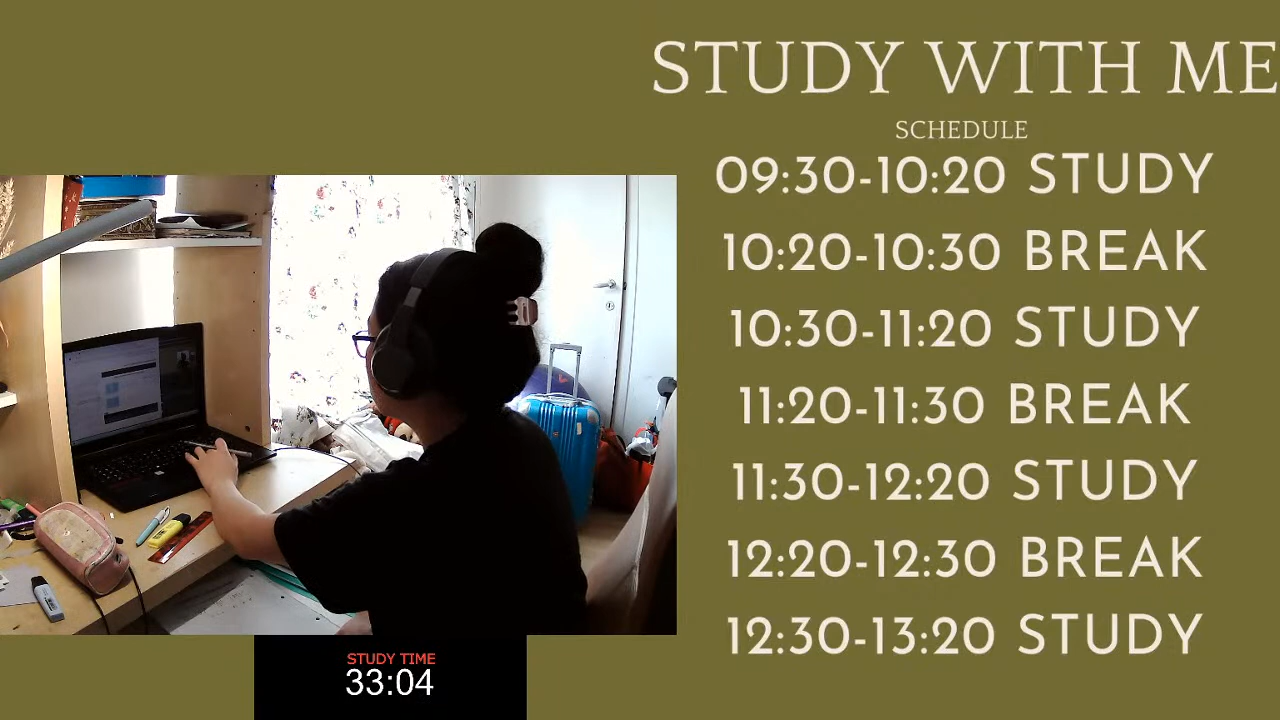 STUDY WITH ME
SCHEDULE
09:30-10:20 STUDY
10:20-10:30 BREAK
10:30-11:20 STUDY
11:20-11:30 BREAK
11:30-12:20 STUDY
12:20-12:30 BREAK
12:30-13:20 STUDY
STUDY TIME
33:04